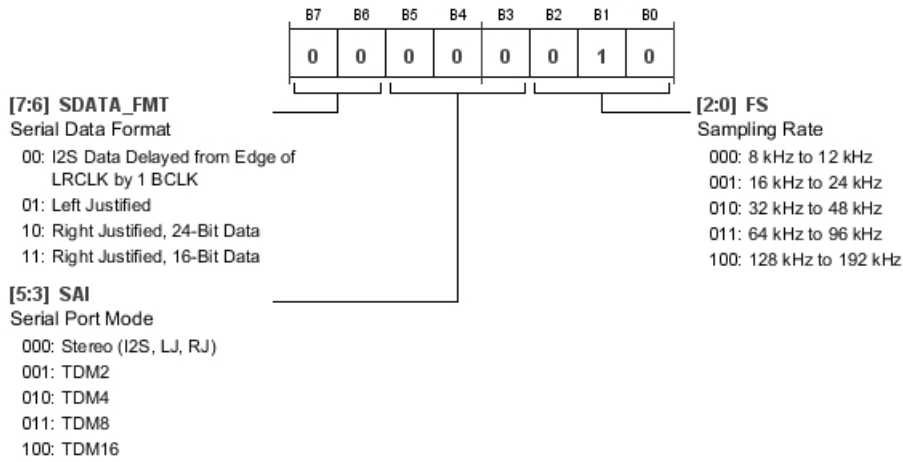 B7 B6 B5 B4 B3 B2 B1 B0
0 0 0 0 0 0 1 0
[7:6] SDATA_FMT
Serial Data Format
00: I2S Data Delayed from Edge of
LRCLK by 1 BCLK
01: Left Justified
10: Right Justified, 24-Bit Data
11: Right Justified, 16-Bit Data
[5:3] SAI
Serial Port Mode
000: Stereo (I2S, LJ, RJ)
001: TDM2
010: TDM4
011: TDM8
100: TDM16
[2:0] FS
Sampling Rate
000: 8 kHz to 12 kHz
001: 16 kHz to 24 kHz
010: 32 kHz to 48 kHz
011: 64 kHz to 96 kHz
100: 128 kHz to 192 kHz